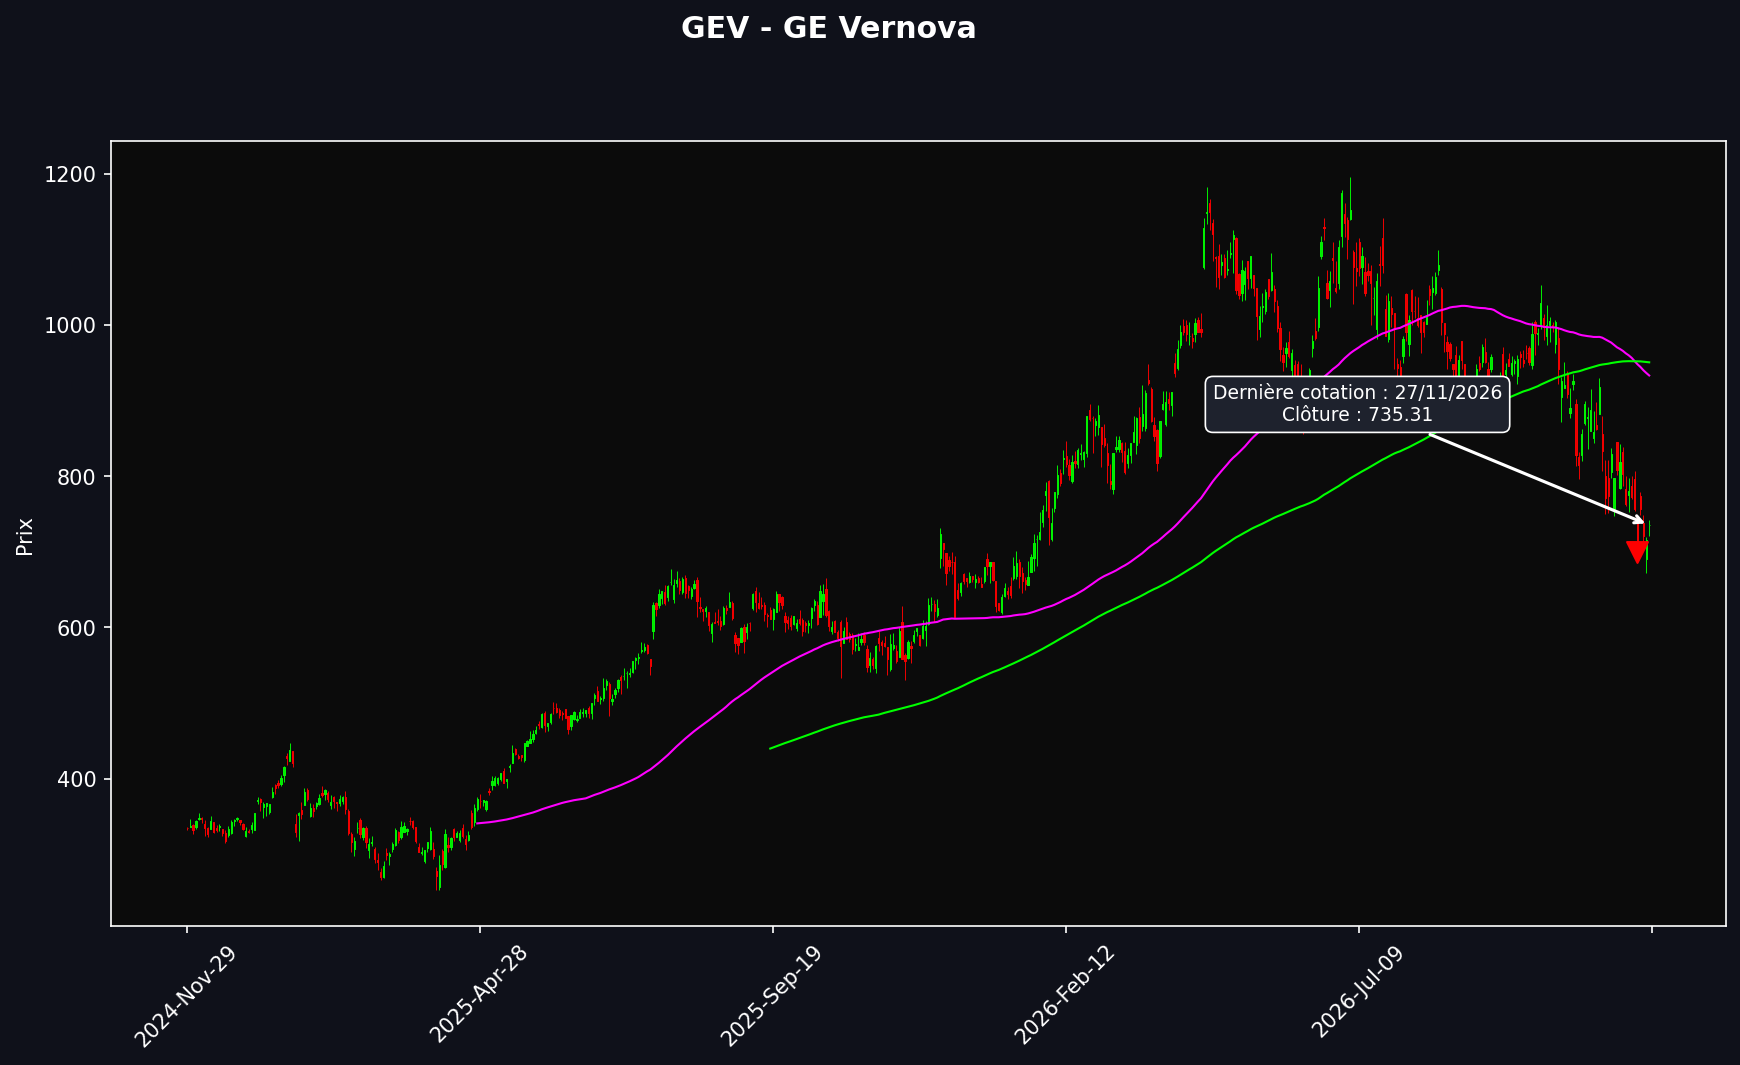 GEV - GE Vernova
1200
1000
800
600
400
Prix
Dernière cotation : 27/11/2026
Clôture : 735.31
2024-Nov-29
2025-Apr-28
2025-Sep-19
2026-Feb-12
2026-Jul-09